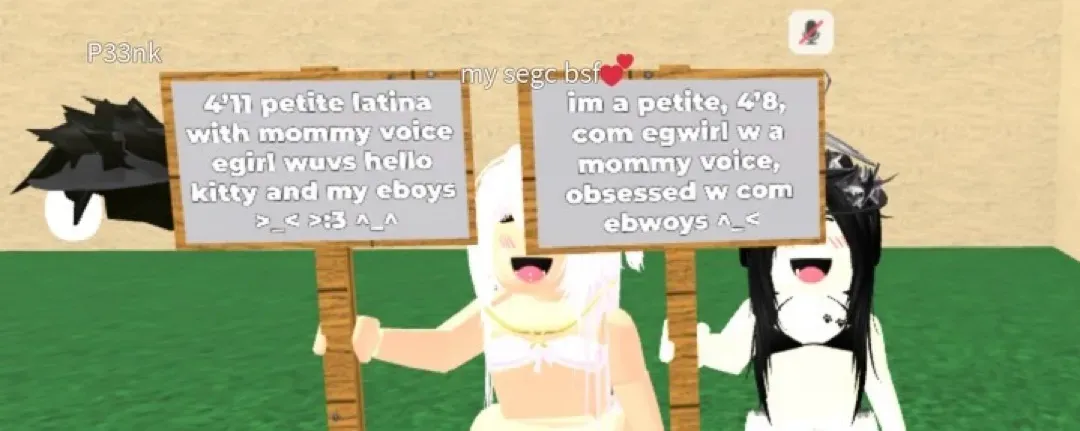 P33nk
my segc bsf💕
4'11 petite latina
with mommy voice
egirl wuvs hello
kitty and my eboys
>_< >:3 ^_^
im a petite, 4'8,
com egwirl w a
mommy voice,
obsessed w com
ebwoys ^_<